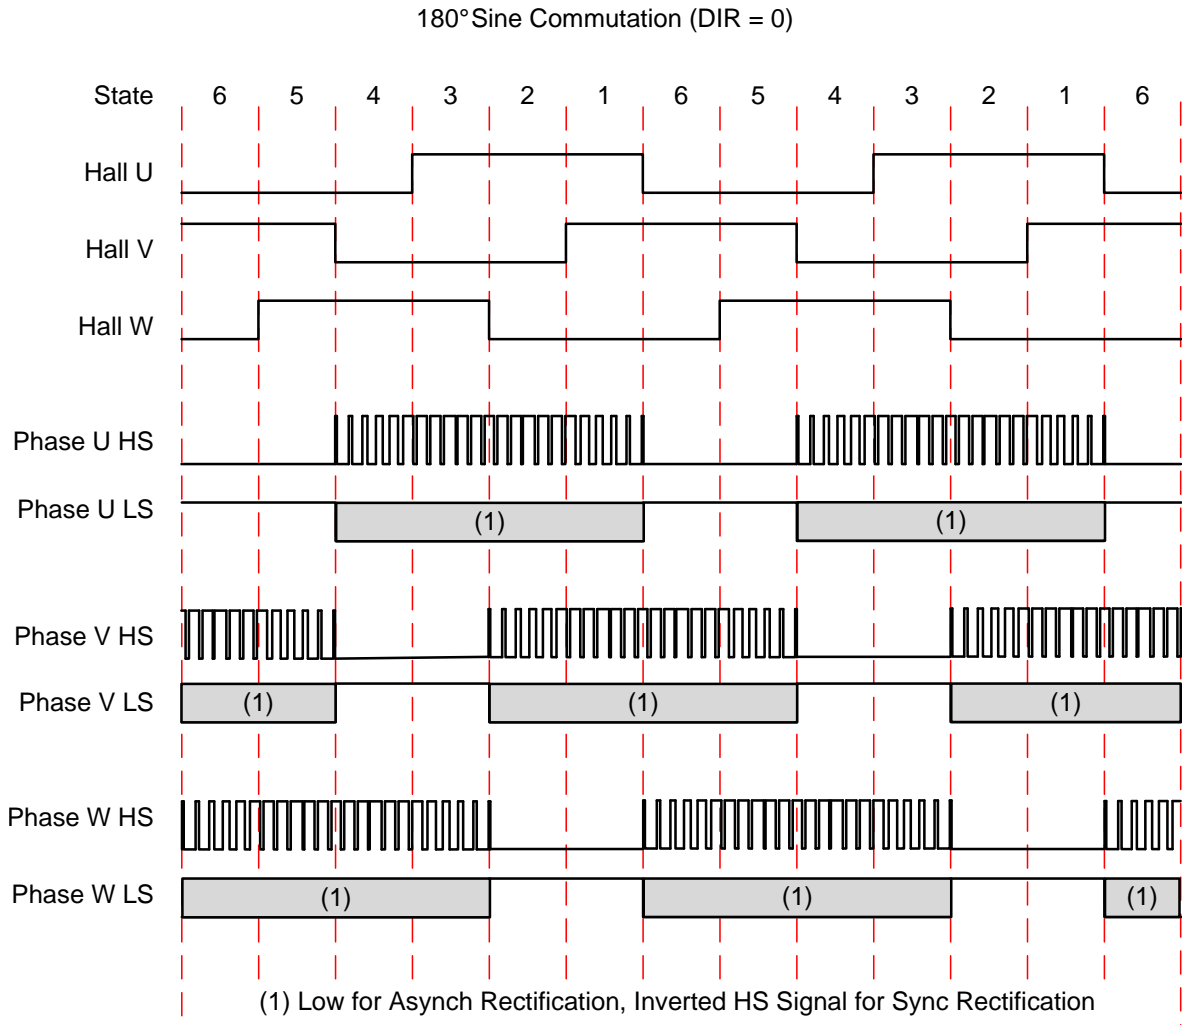 180°Sine Commutation (DIR = 0)
State 6 5 4 3 2 1 6 5 4 3 2 1 6
Hall U
Hall V
Hall W
Phase U HS
Phase U LS (1) (1)
Phase V HS
Phase V LS (1) (1) (1)
Phase W HS
Phase W LS (1) (1) (1)
(1) Low for Asynch Rectification, Inverted HS Signal for Sync Rectification